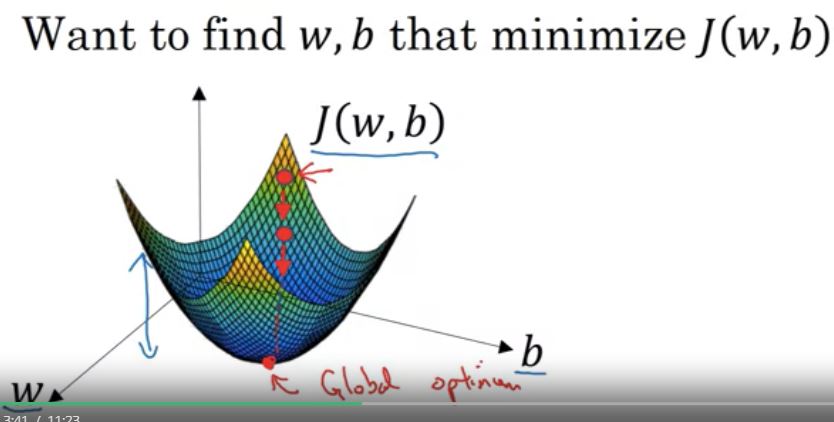 Want to find w, b that minimize J(w, b)
J(w, b)
b
Global optimum
w
3:41 / 11:23